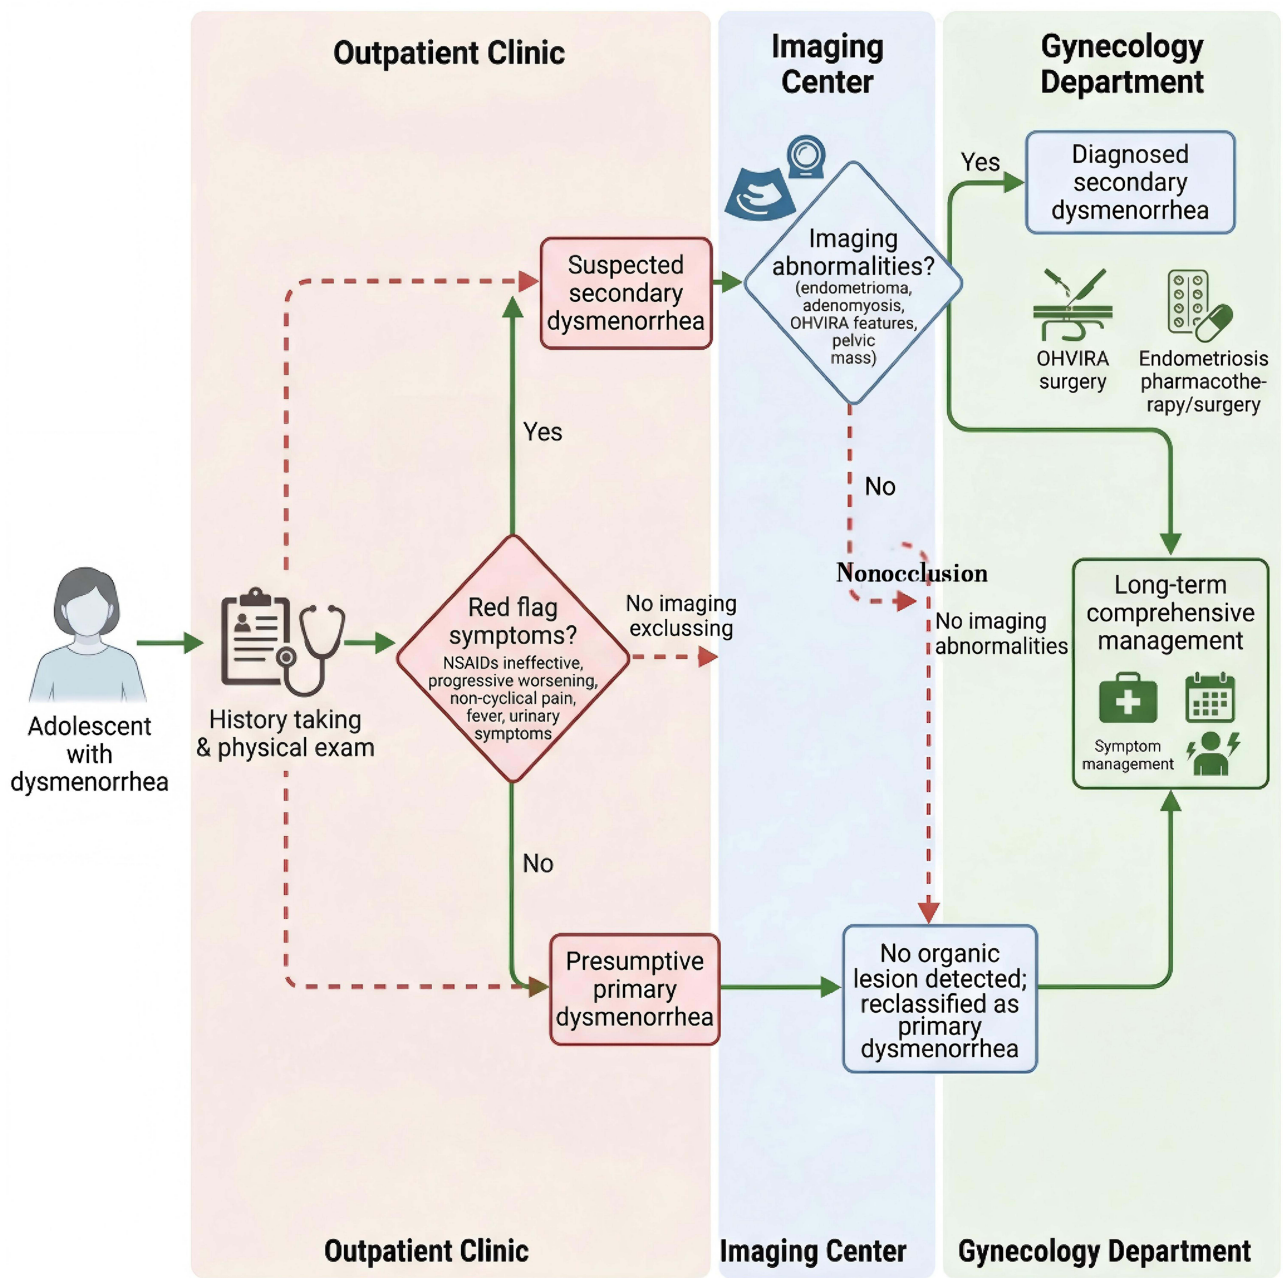 Outpatient Clinic
Imaging
Center
Gynecology
Department
Yes
Diagnosed
secondary
dysmenorrhea
Suspected
secondary
dysmenorrhea
Imaging
abnormalities?
(endometrioma,
adenomyosis,
OHVIRA features,
pelvic
mass)
OHVIRA
surgery
Endometriosis
pharmacothe-
rapy/surgery
Yes
No
Nonocclusion
No imaging
abnormalities
Adolescent
with
dysmenorrhea
History taking
& physical exam
Red flag
symptoms?
NSAIDs ineffective,
progressive worsening,
non-cyclical pain,
fever, urinary
symptoms
No imaging
exclussing
Long-term
comprehensive
management
Symptom
management
No
Presumptive
primary
dysmenorrhea
No organic
lesion detected;
reclassified as
primary
dysmenorrhea
Outpatient Clinic
Imaging Center
Gynecology Department